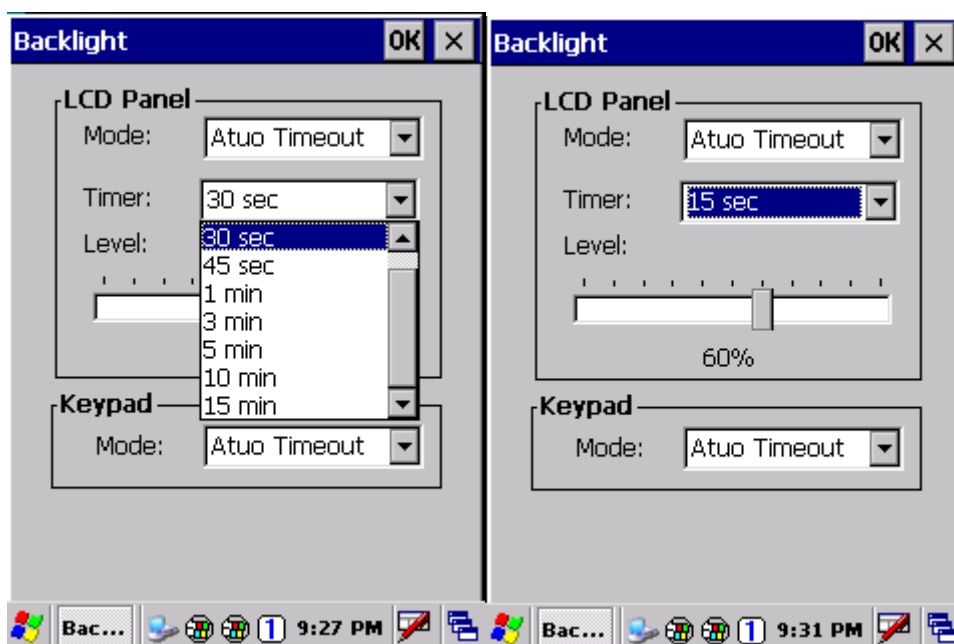 Backlight OK ×
LCD Panel
Mode: Atuo Timeout
Timer: 30 sec
30 sec
Level:
45 sec
1 min
3 min
5 min
10 min
15 min
Keypad
Mode: Atuo Timeout
Bac... 1 9:27 PM
Backlight OK ×
LCD Panel
Mode: Atuo Timeout
Timer: 15 sec
Level:
60%
Keypad
Mode: Atuo Timeout
Bac... 1 9:31 PM